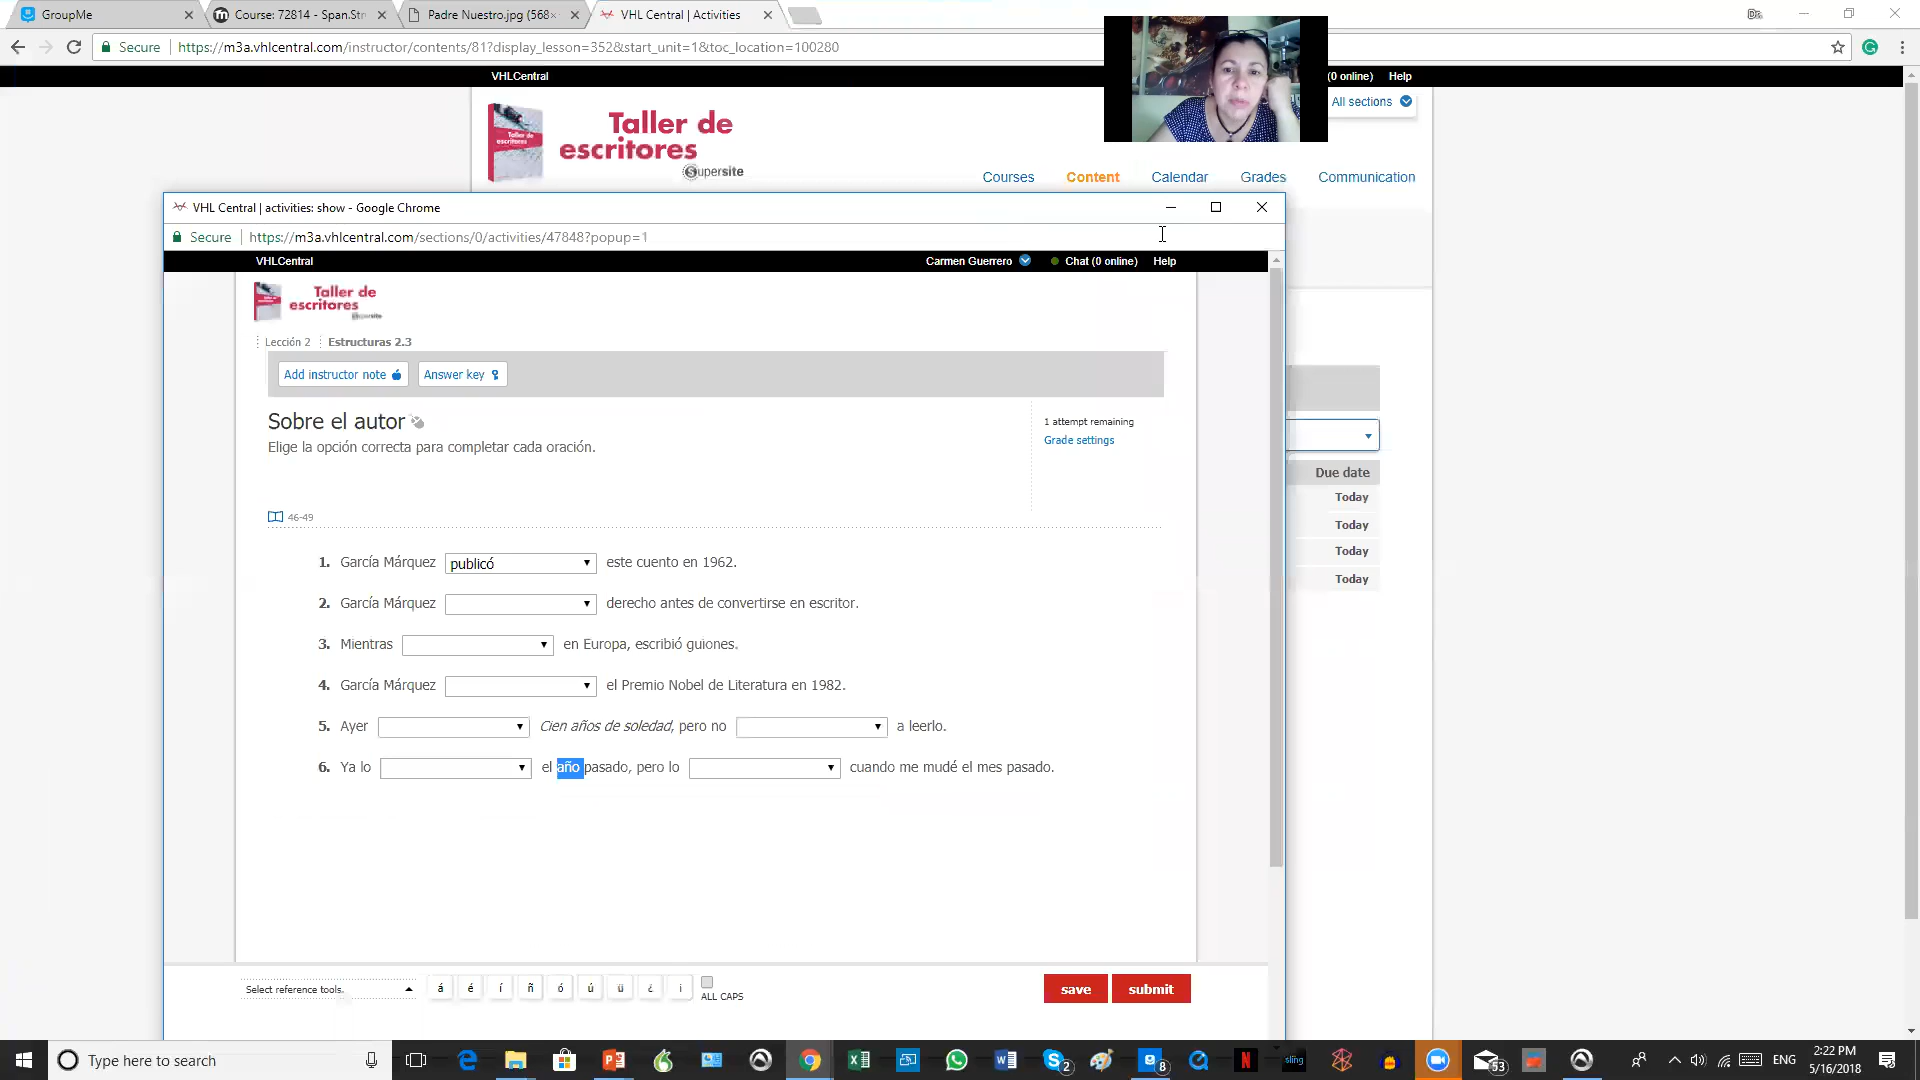 GroupMe
Course: 72814 - Span.Str
Padre Nuestro.jpg (568×
VHL Central | Activities
Secure https://m3a.vhlcentral.com/instructor/contents/81?display_lesson=352&start_unit=1&toc_location=100280
VHLCentral
(0 online) Help
All sections
Taller de
escritores
Supersite
Courses Content Calendar Grades Communication
VHL Central | activities: show - Google Chrome
Secure https://m3a.vhlcentral.com/sections/0/activities/47848?popup=1
VHLCentral Carmen Guerrero Chat (0 online) Help
Taller de
escritores
Supersite
Lección 2 Estructuras 2.3
Add instructor note Answer key
Sobre el autor
Elige la opción correcta para completar cada oración.
1 attempt remaining
Grade settings
Due date
Today
Today
Today
Today
46-49
1. García Márquez publicó este cuento en 1962.
2. García Márquez derecho antes de convertirse en escritor.
3. Mientras en Europa, escribió guiones.
4. García Márquez el Premio Nobel de Literatura en 1982.
5. Ayer Cien años de soledad, pero no a leerlo.
6. Ya lo el año pasado, pero lo cuando me mudé el mes pasado.
Select reference tools. á é í ñ ó ú ü ¿ ¡ ALL CAPS
save submit
Type here to search
sling
2
8
53
ENG
2:22 PM
5/16/2018